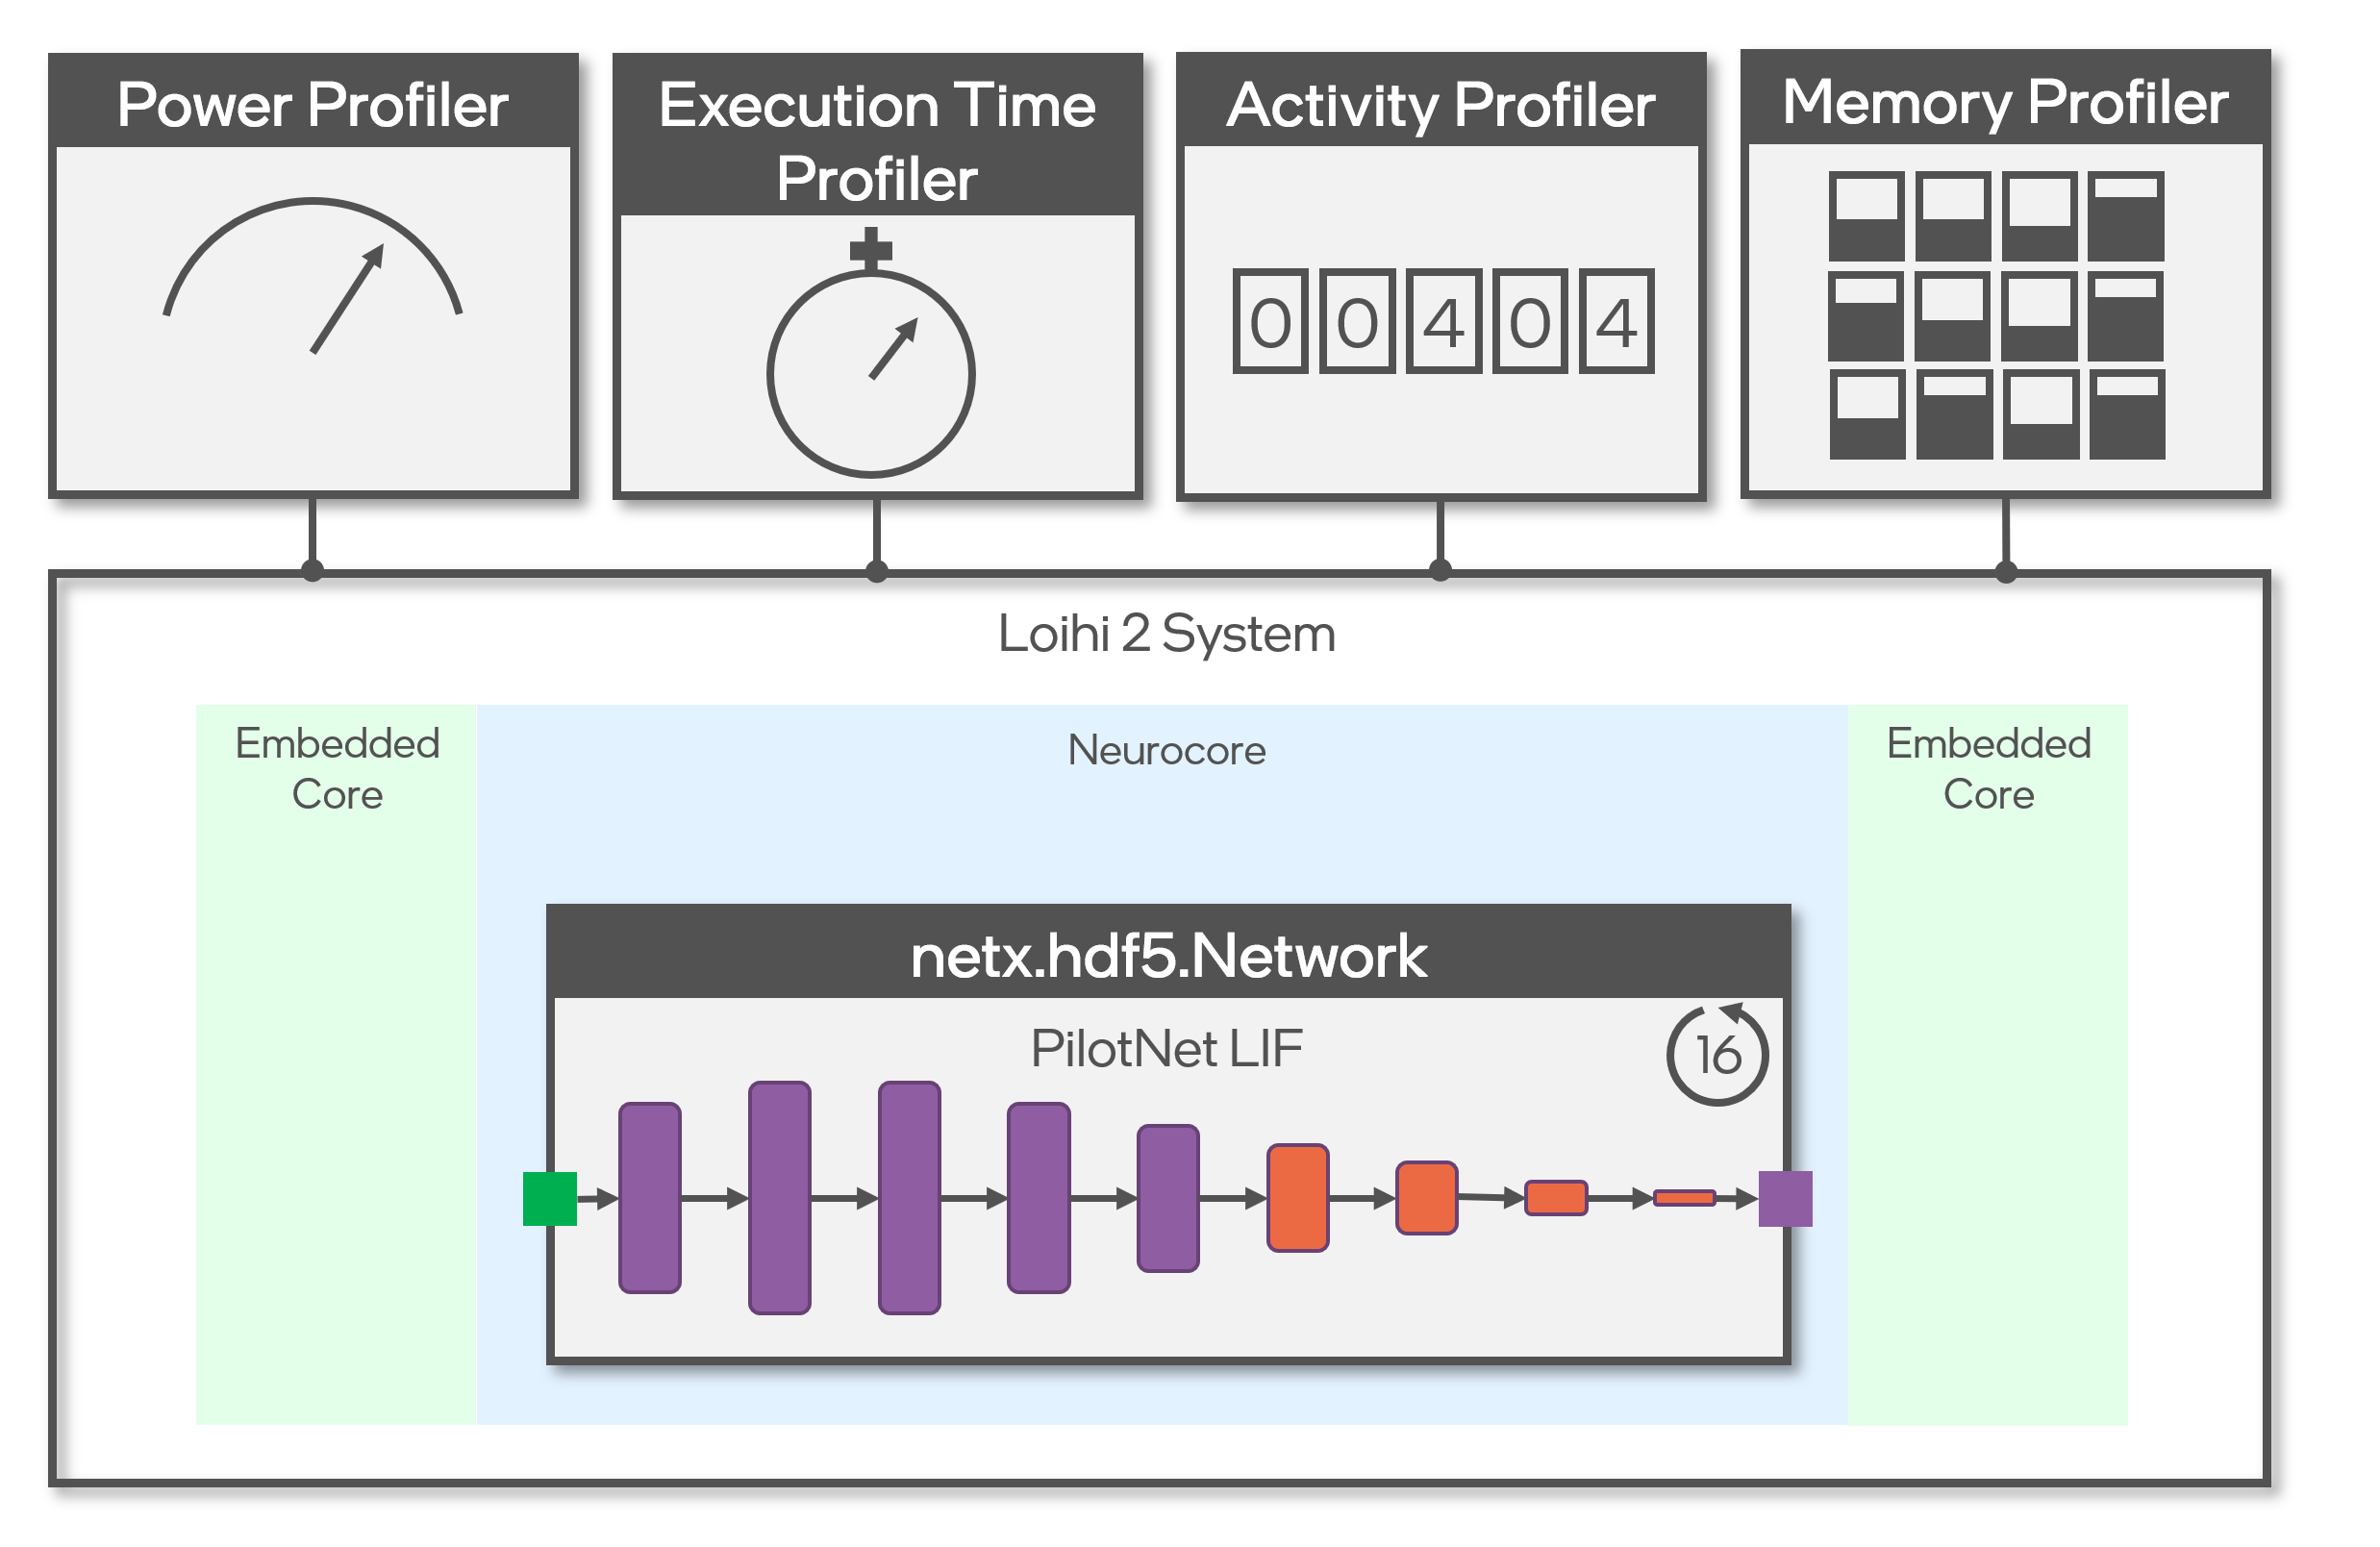 Power Profiler
Execution Time
Profiler
Activity Profiler
Memory Profiler
0 0 4 0 4
Loihi 2 System
Embedded
Core
Neurocore
Embedded
Core
netx.hdf5.Network
PilotNet LIF
16